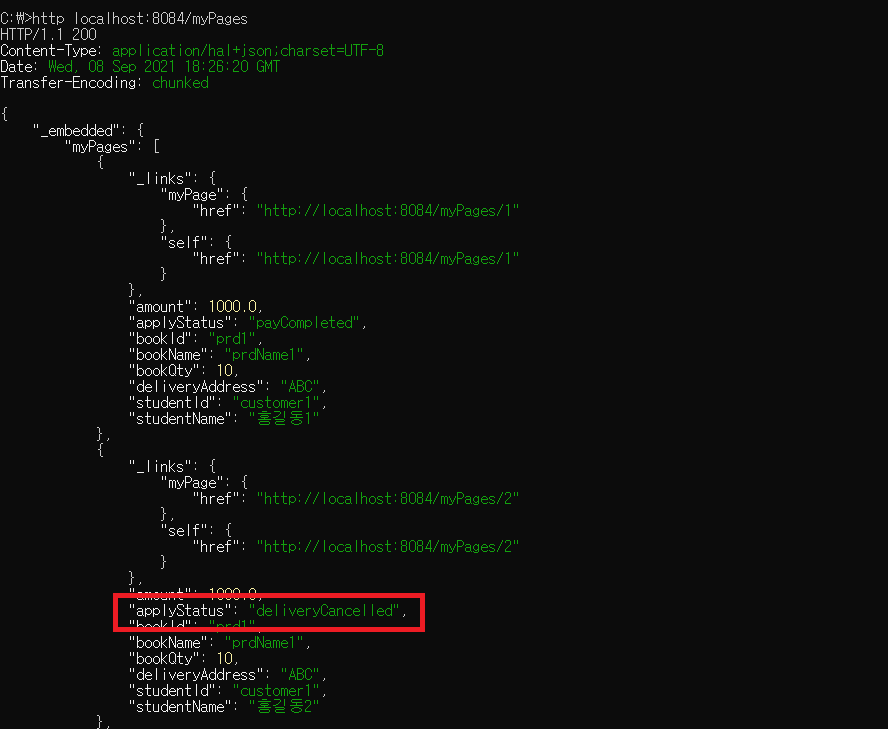 C:\>http localhost:8084/myPages
HTTP/1.1 200
Content-Type: application/hal+json;charset=UTF-8
Date: Wed, 08 Sep 2021 18:26:20 GMT
Transfer-Encoding: chunked
{
"_embedded": {
"myPages": [
{
"_links": {
"myPage": {
"href": "http://localhost:8084/myPages/1"
},
"self": {
"href": "http://localhost:8084/myPages/1"
}
},
"amount": 1000.0,
"applyStatus": "payCompleted",
"bookId": "prd1",
"bookName": "prdName1",
"bookQty": 10,
"deliveryAddress": "ABC",
"studentId": "customer1",
"studentName": "홍길동1"
},
{
"_links": {
"myPage": {
"href": "http://localhost:8084/myPages/2"
},
"self": {
"href": "http://localhost:8084/myPages/2"
}
},
"amount": 1000.0,
"applyStatus": "deliveryCancelled",
"bookId": "prd1",
"bookName": "prdName1",
"bookQty": 10,
"deliveryAddress": "ABC",
"studentId": "customer1",
"studentName": "홍길동2"
},